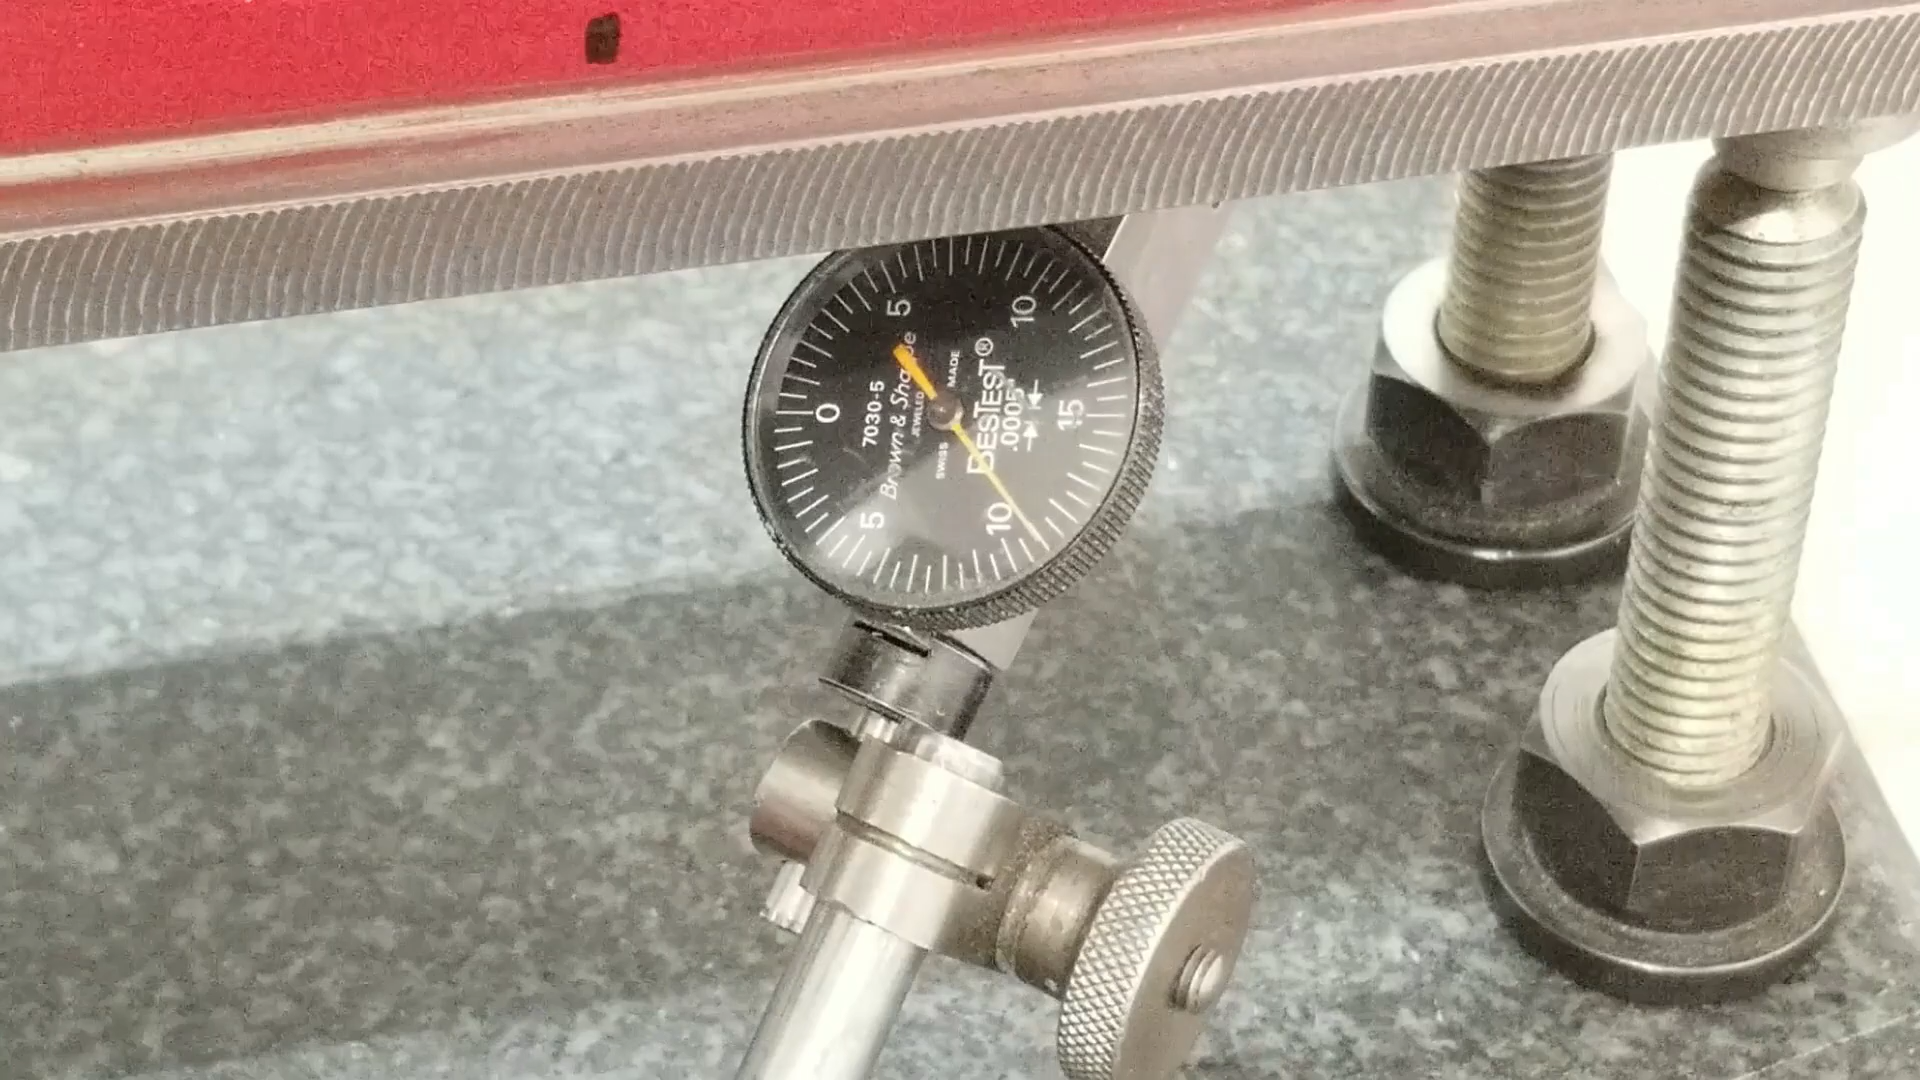 0
5
10
15
10
5
7030-5
Brown & Sharpe
JEWELED
SWISS MADE
BESTEST®
.0005"